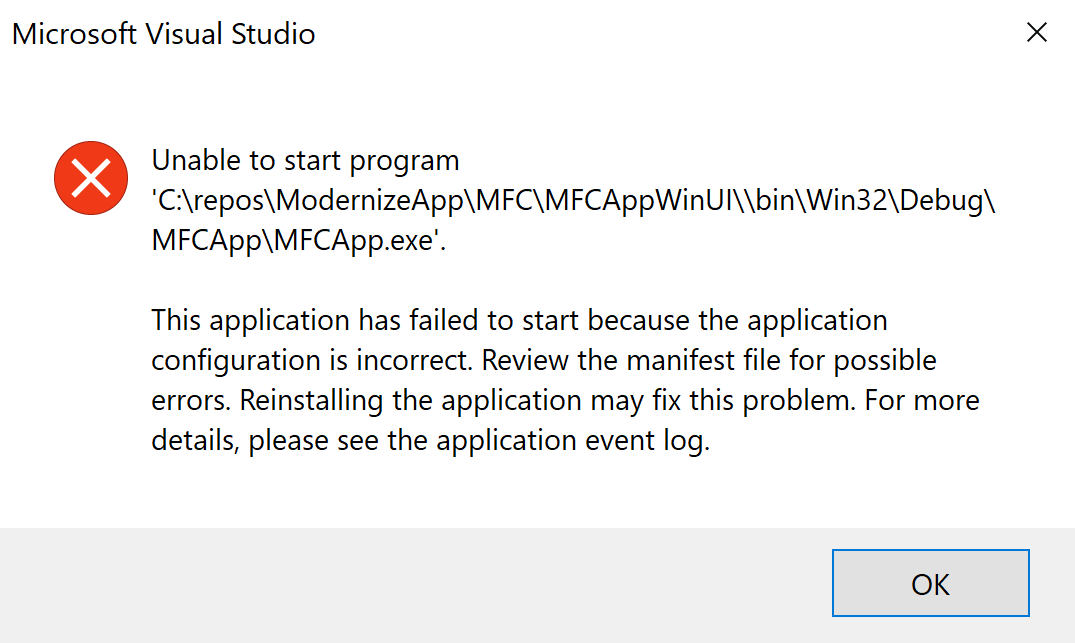 Microsoft Visual Studio
Unable to start program
'C:\repos\ModernizeApp\MFC\MFCAppWinUI\\bin\Win32\Debug\
MFCApp\MFCApp.exe'.
This application has failed to start because the application
configuration is incorrect. Review the manifest file for possible
errors. Reinstalling the application may fix this problem. For more
details, please see the application event log.
OK